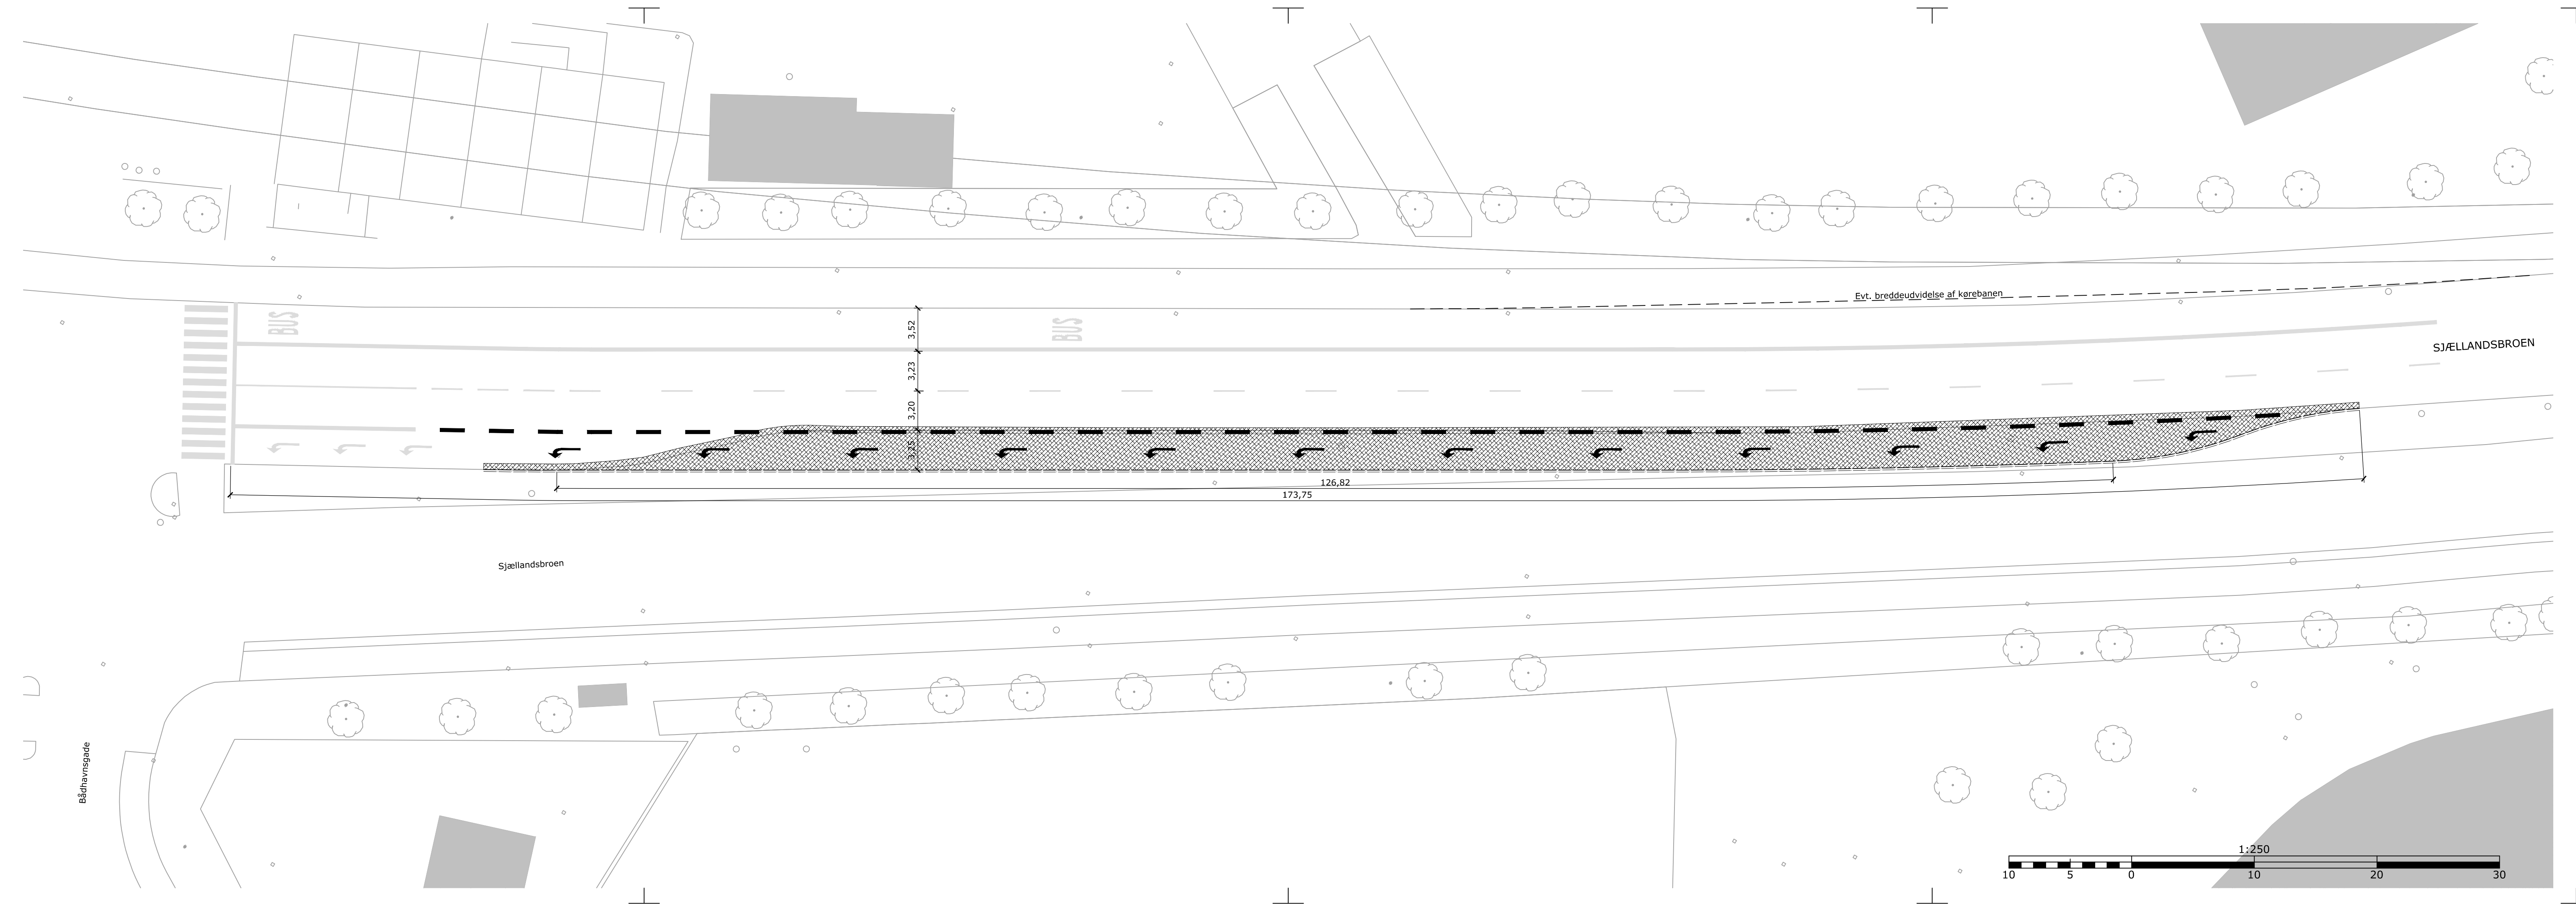 BUS
BUS
Evt. breddeudvidelse af kørebanen
3,52
3,23
3,20
3,25
SJÆLLANDSBROEN
126,82
173,75
Sjællandsbroen
Bådhavnsgade
1:250
10 5 0 10 20 30